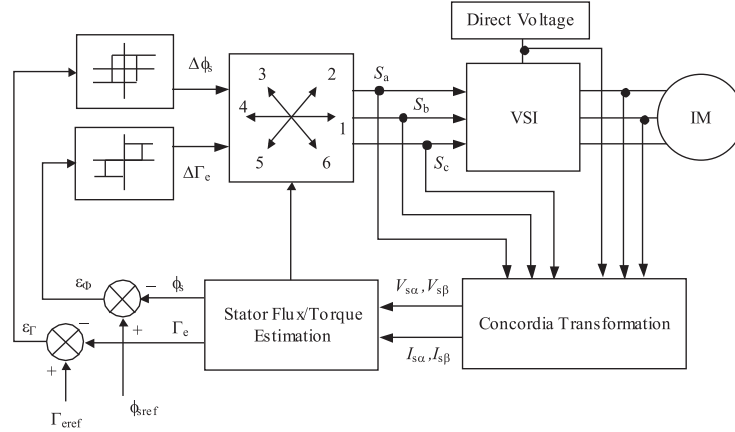 Direct Voltage
Δϕs
3 2
4 1
5 6
Sa
Sb
Sc
VSI
IM
ΔΓe
εΦ
−
ϕs
+
εΓ
−
Γe
+
Γeref
ϕsref
Stator Flux/Torque
Estimation
Vsα,Vsβ
Isα,Isβ
Concordia Transformation